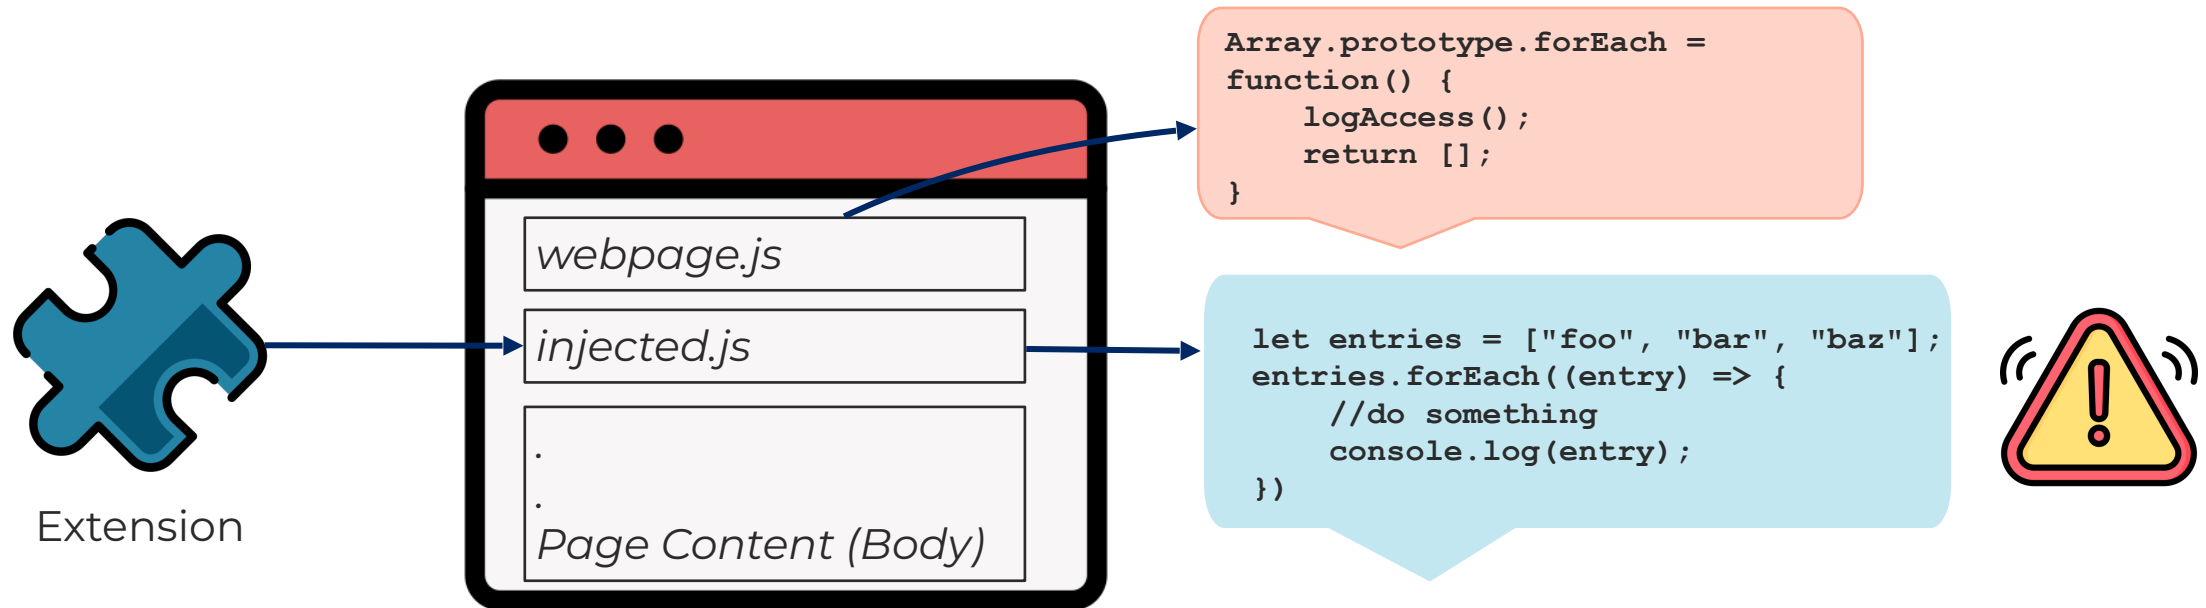 Extension
webpage.js
injected.js
.
.
Page Content (Body)
Array.prototype.forEach =
function() {
    logAccess();
    return [];
}
let entries = ["foo", "bar", "baz"];
entries.forEach((entry) => {
    //do something
    console.log(entry);
})